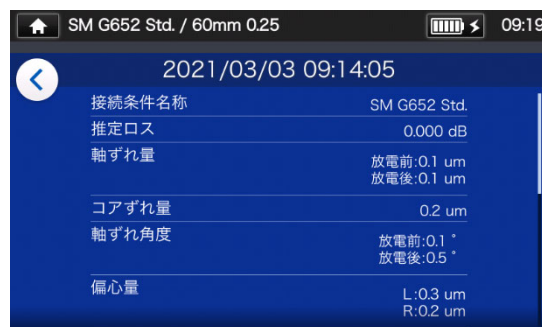 SM G652 Std. / 60mm 0.25
09:19
2021/03/03 09:14:05
接続条件名称 SM G652 Std.
推定ロス 0.000 dB
軸ずれ量 放電前:0.1 um
放電後:0.1 um
コアずれ量 0.2 um
軸ずれ角度 放電前:0.1 °
放電後:0.5 °
偏心量 L:0.3 um
R:0.2 um